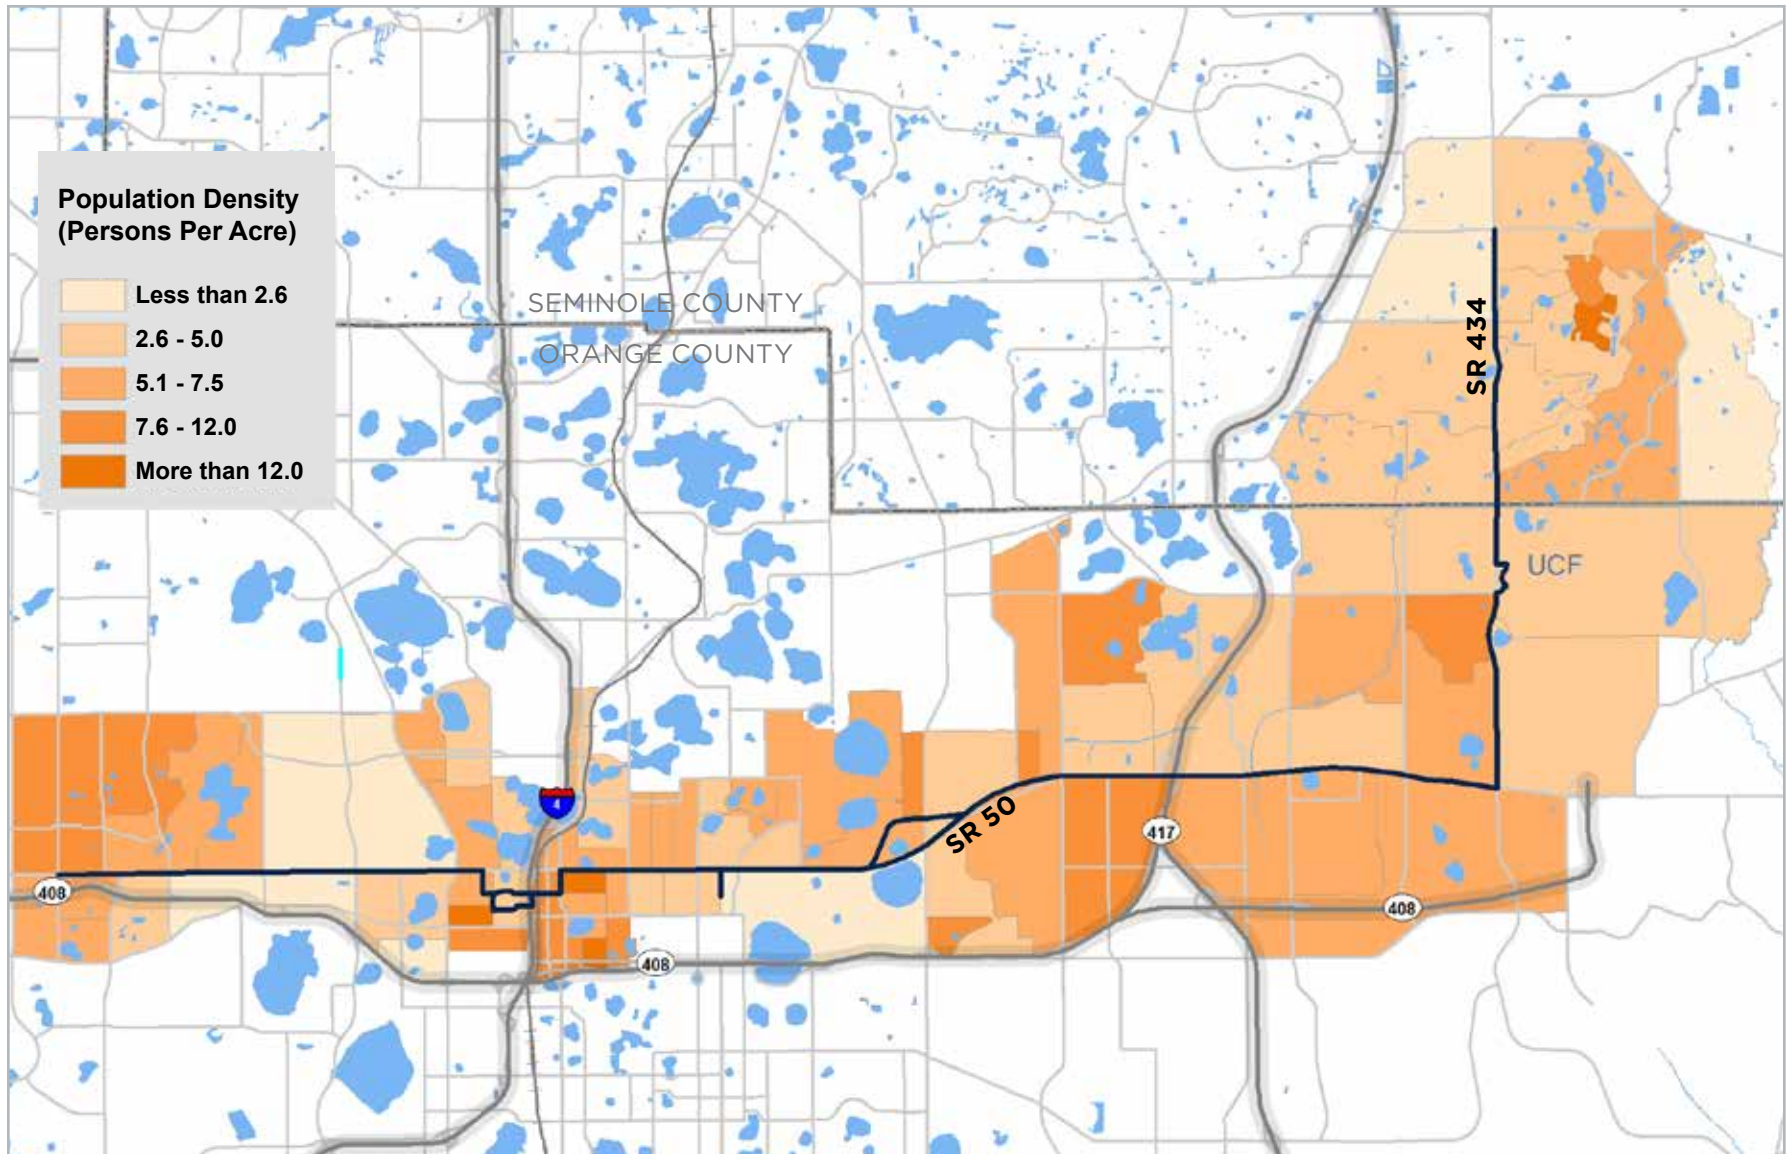 Population Density
(Persons Per Acre)
Less than 2.6
2.6 - 5.0
5.1 - 7.5
7.6 - 12.0
More than 12.0
SEMINOLE COUNTY
ORANGE COUNTY
SR 434
UCF
4
SR 50
417
408
408
408